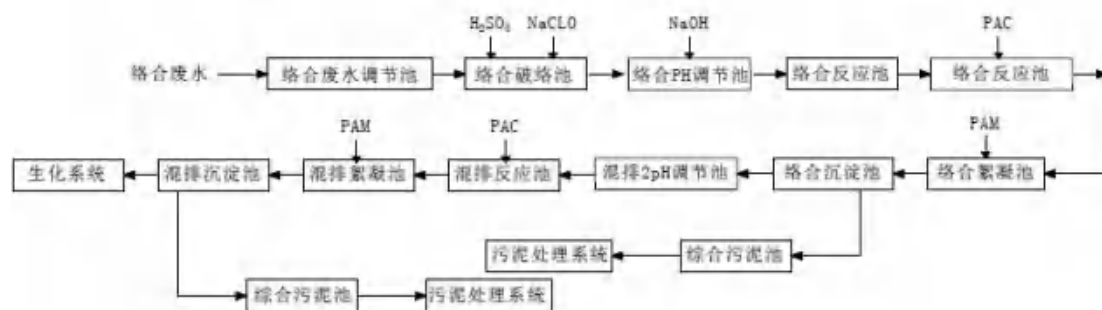 H₂SO₄ NaCLO NaOH PAC
络合废水 络合废水调节池 络合破络池 络合PH调节池 络合反应池 络合反应池
PAM PAC PAM
生化系统 混排沉淀池 混排絮凝池 混排反应池 混排2pH调节池 络合沉淀池 络合絮凝池
污泥处理系统 综合污泥池
综合污泥池 污泥处理系统